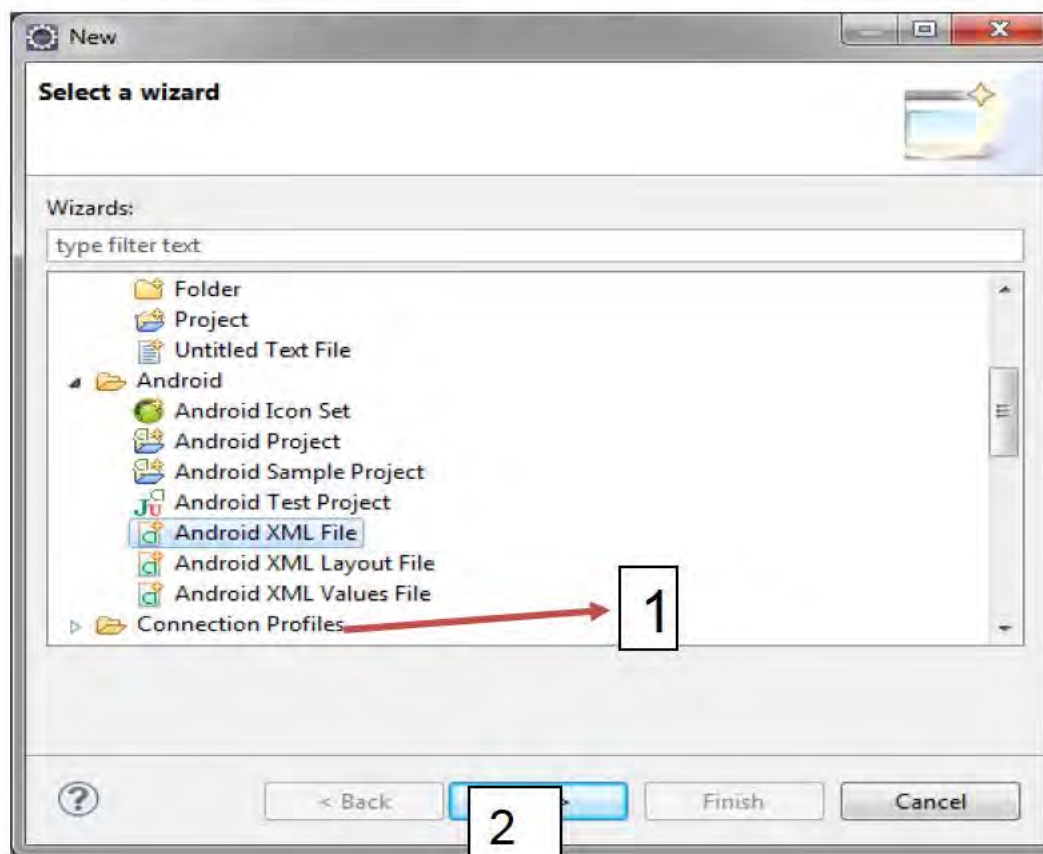 New
Select a wizard
Wizards:
type filter text
Folder
Project
Untitled Text File
Android
Android Icon Set
Android Project
Android Sample Project
Android Test Project
Android XML File
Android XML Layout File
Android XML Values File
Connection Profiles
1
< Back
2
>
Finish
Cancel